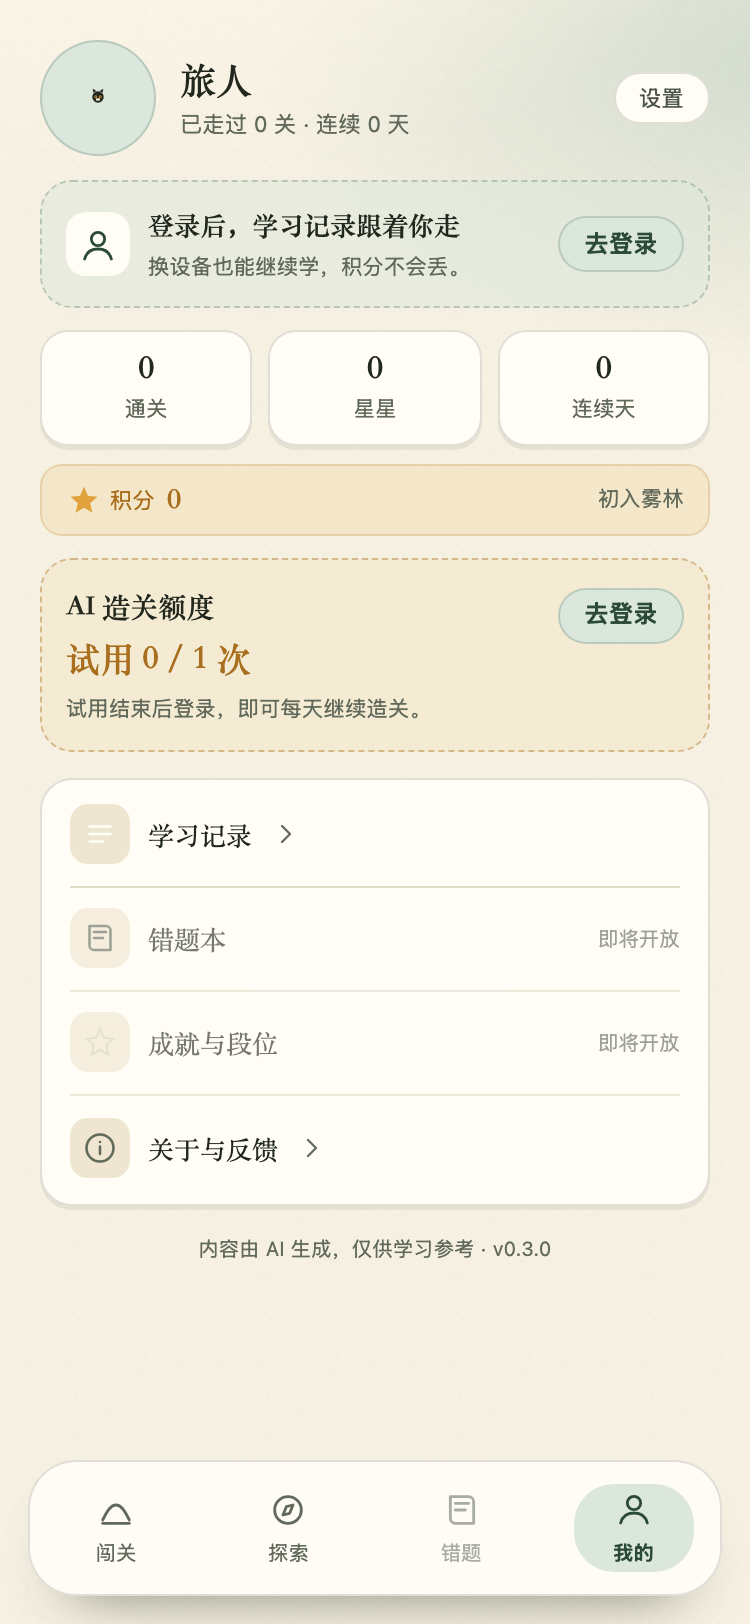 旅人
已走过 0 关 · 连续 0 天
设置
登录后，学习记录跟着你走
换设备也能继续学，积分不会丢。
去登录
0
通关
0
星星
0
连续天
积分 0
初入雾林
AI 造关额度
去登录
试用 0 / 1 次
试用结束后登录，即可每天继续造关。
学习记录
错题本
即将开放
成就与段位
即将开放
关于与反馈
内容由 AI 生成，仅供学习参考 · v0.3.0
闯关
探索
错题
我的